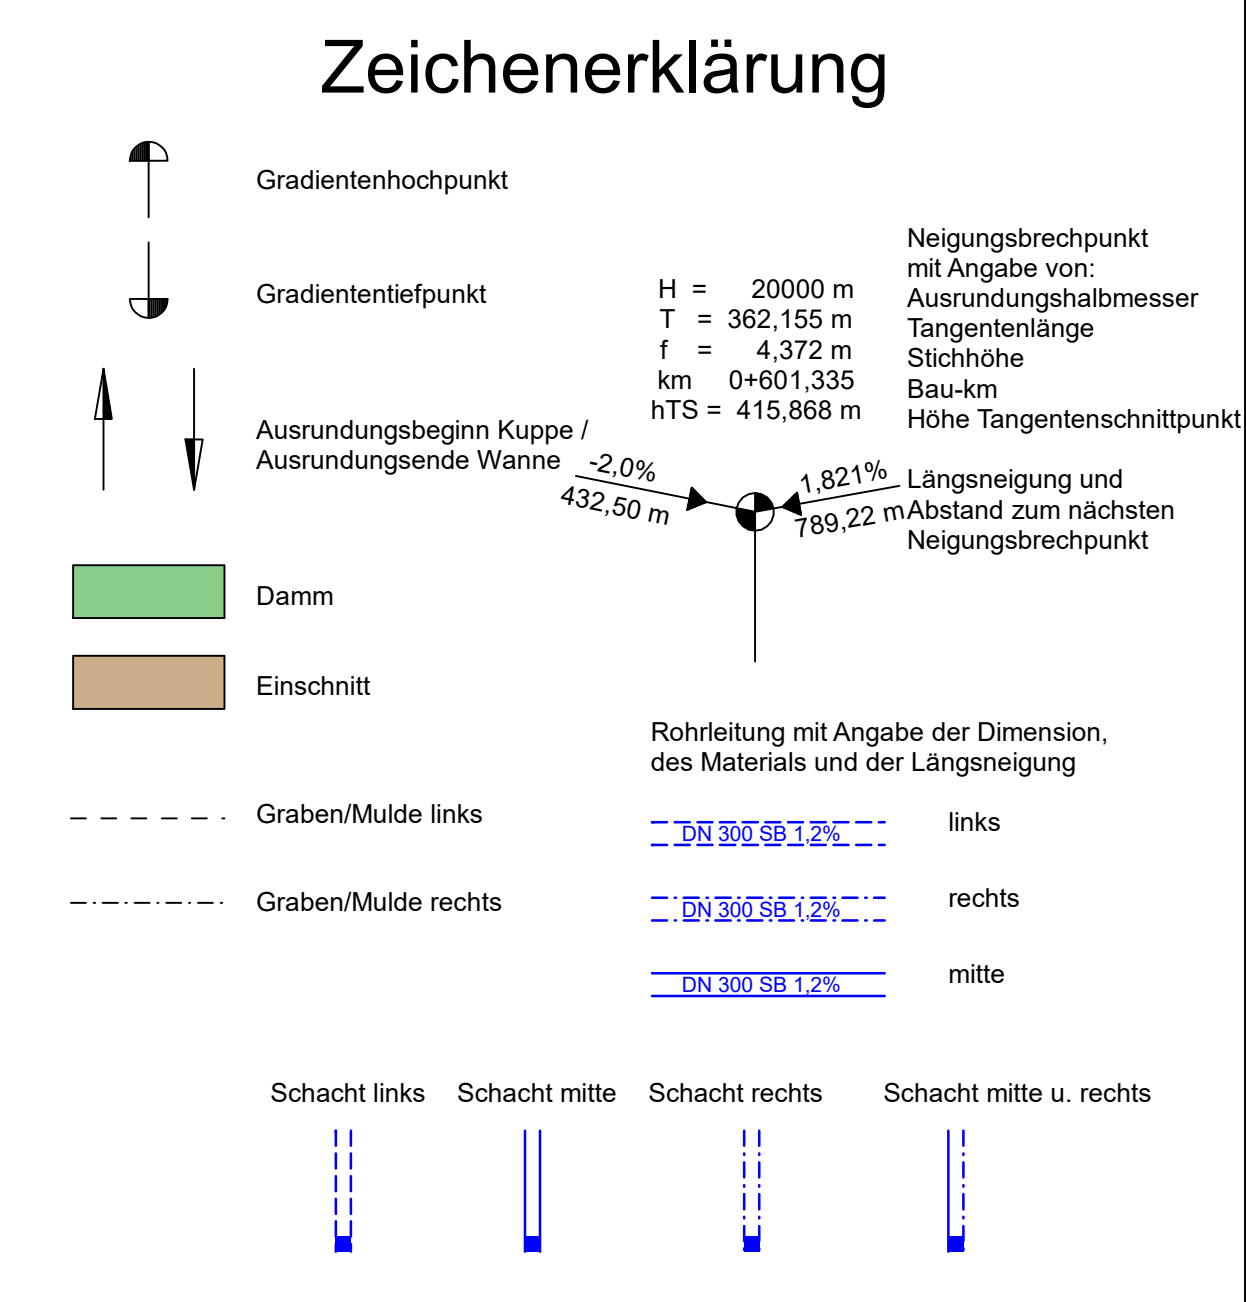 Zeichenerklärung
Gradientenhochpunkt
Gradiententiefpunkt
Ausrundungsbeginn Kuppe /
Ausrundungsende Wanne
Damm
Einschnitt
Graben/Mulde links
Graben/Mulde rechts
H = 20000 m
T = 362,155 m
f = 4,372 m
km 0+601,335
hTS = 415,868 m
Neigungsbrechpunkt
mit Angabe von:
Ausrundungshalbmesser
Tangentenlänge
Stichhöhe
Bau-km
Höhe Tangentenschnittpunkt
-2,0%
432,50 m
1,821%
789,22 m
Längsneigung und
Abstand zum nächsten
Neigungsbrechpunkt
Rohrleitung mit Angabe der Dimension,
des Materials und der Längsneigung
DN 300 SB 1,2%
links
DN 300 SB 1,2%
rechts
DN 300 SB 1,2%
mitte
Schacht links
Schacht mitte
Schacht rechts
Schacht mitte u. rechts